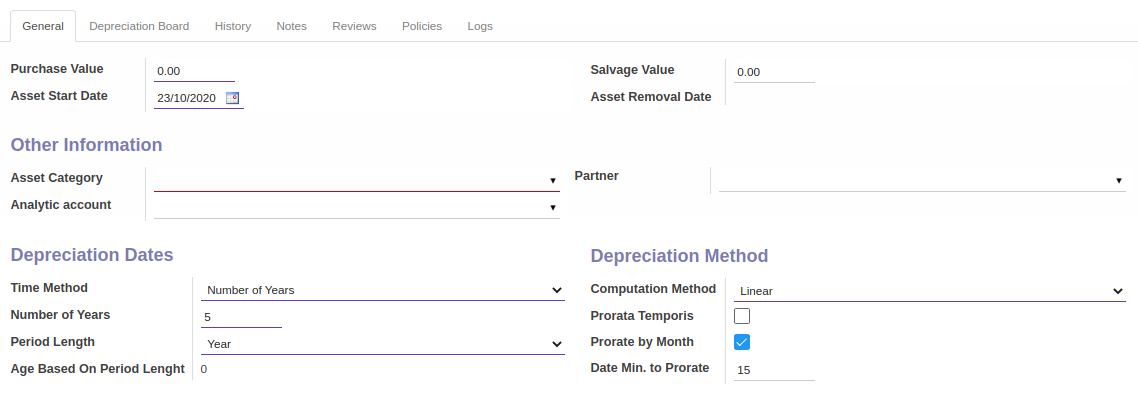 General Depreciation Board History Notes Reviews Policies Logs
Purchase Value 0.00 Salvage Value 0.00
Asset Start Date 23/10/2020 Asset Removal Date
Other Information
Asset Category Partner
Analytic account
Depreciation Dates Depreciation Method
Time Method Number of Years Computation Method Linear
Number of Years 5 Prorata Temporis
Period Length Year Prorate by Month
Age Based On Period Lenght 0 Date Min. to Prorate 15